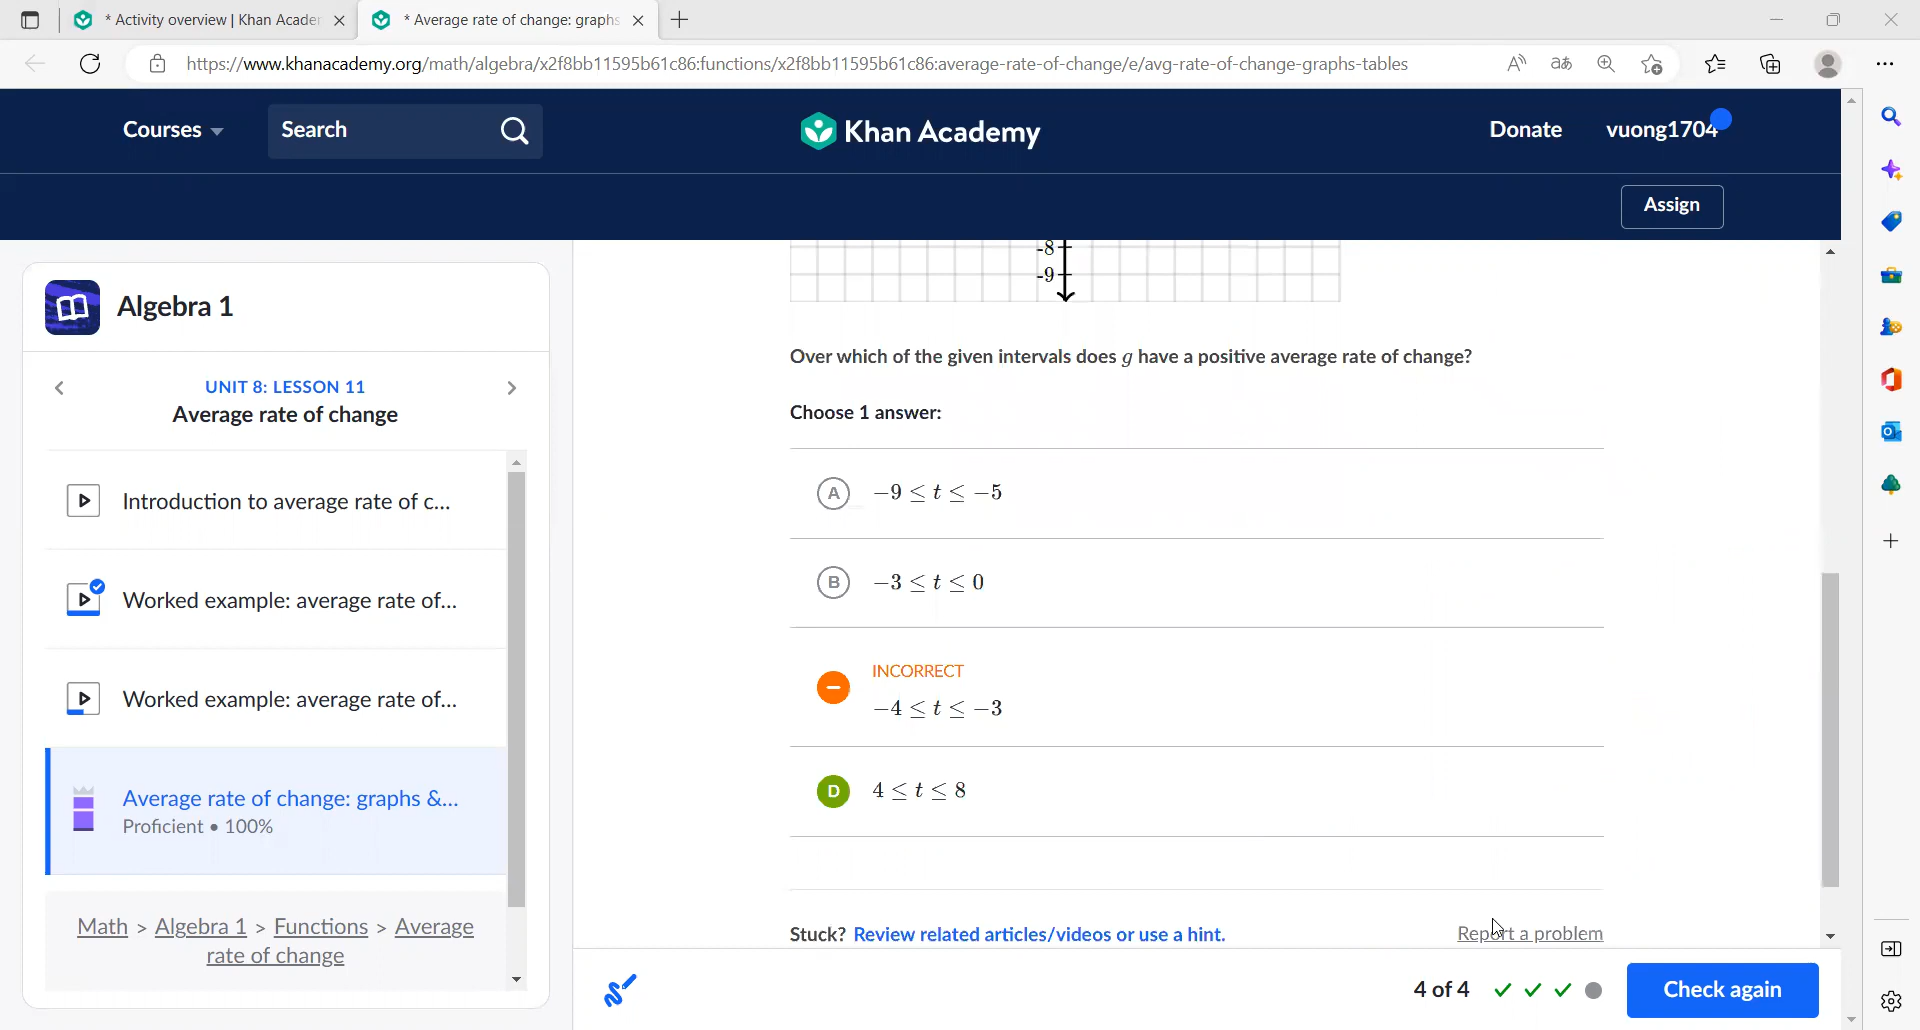 * Activity overview | Khan Acade
* Average rate of change: graphs
https://www.khanacademy.org/math/algebra/x2f8bb11595b61c86:functions/x2f8bb11595b61c86:average-rate-of-change/e/avg-rate-of-change-graphs-tables
Courses
Search
Khan Academy
Donate
vuong1704
Assign
Algebra 1
UNIT 8: LESSON 11
Average rate of change
Introduction to average rate of c...
Worked example: average rate of...
Worked example: average rate of...
Average rate of change: graphs &...
Proficient • 100%
Math > Algebra 1 > Functions > Average
rate of change
-8
-9
Over which of the given intervals does g have a positive average rate of change?
Choose 1 answer:
A −9 ≤ t ≤ −5
B −3 ≤ t ≤ 0
INCORRECT
−4 ≤ t ≤ −3
D 4 ≤ t ≤ 8
Stuck? Review related articles/videos or use a hint.
Report a problem
4 of 4
Check again